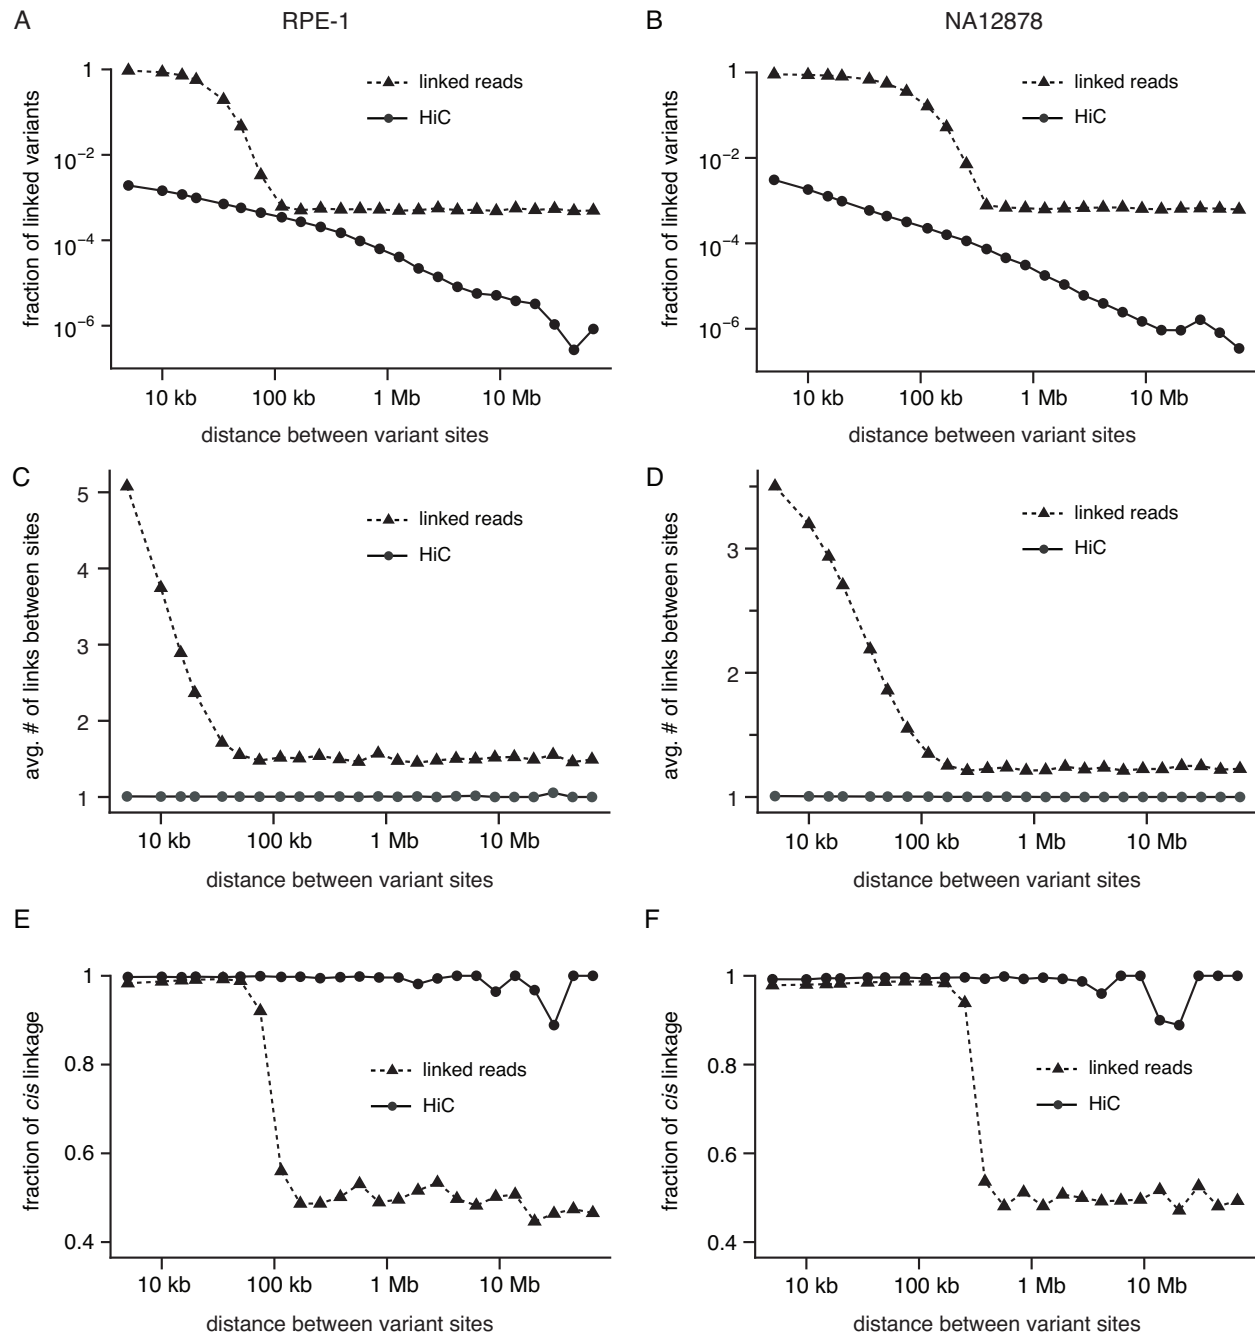 A
RPE-1
B
NA12878
fraction of linked variants
1
10−2
10−4
10−6
linked reads
HiC
10 kb
100 kb
1 Mb
10 Mb
distance between variant sites
fraction of linked variants
1
10−2
10−4
10−6
linked reads
HiC
10 kb
100 kb
1 Mb
10 Mb
distance between variant sites
C
avg. # of links between sites
5
4
3
2
1
linked reads
HiC
10 kb
100 kb
1 Mb
10 Mb
distance between variant sites
D
avg. # of links between sites
3
2
1
linked reads
HiC
10 kb
100 kb
1 Mb
10 Mb
distance between variant sites
E
fraction of cis linkage
1
0.8
0.6
0.4
linked reads
HiC
10 kb
100 kb
1 Mb
10 Mb
distance between variant sites
F
fraction of cis linkage
1
0.8
0.6
0.4
linked reads
HiC
10 kb
100 kb
1 Mb
10 Mb
distance between variant sites